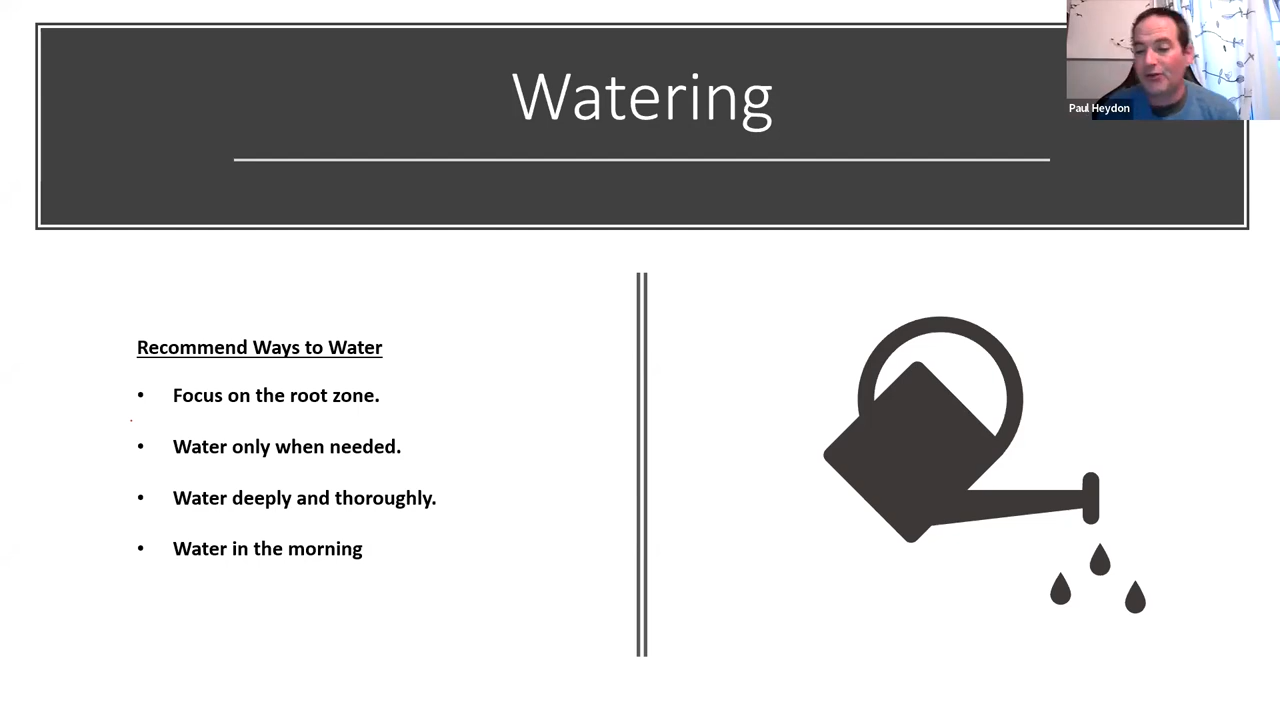 Watering
Paul Heydon
Recommend Ways to Water
• Focus on the root zone.
• Water only when needed.
• Water deeply and thoroughly.
• Water in the morning